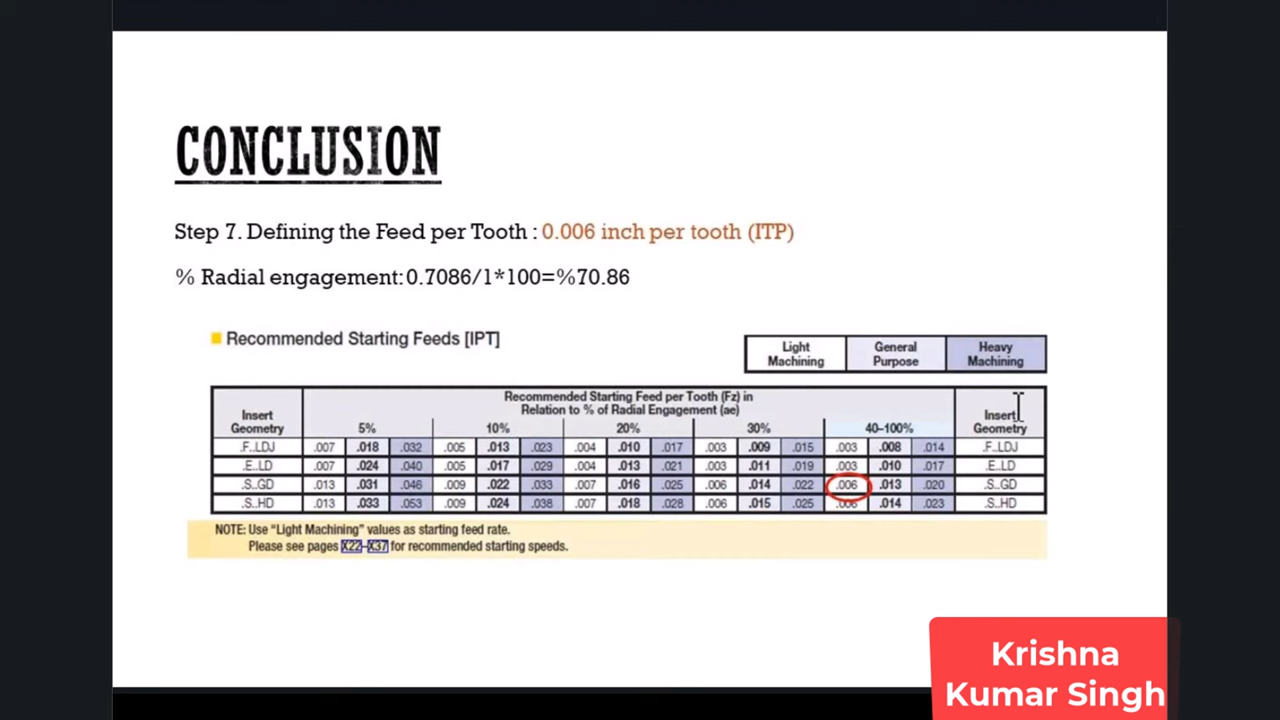 CONCLUSION
Step 7. Defining the Feed per Tooth : 0.006 inch per tooth (ITP)
% Radial engagement: 0.7086/1*100=%70.86
Recommended Starting Feeds [IPT]
Light Machining General Purpose Heavy Machining
Insert Geometry Recommended Starting Feed per Tooth (Fz) in Insert Geometry
Relation to % of Radial Engagement (ae)
5% 10% 20% 30% 40–100%
.F..LDJ .007 .018 .032 .005 .013 .023 .004 .010 .017 .003 .009 .015 .003 .008 .014 .F..LDJ
.E..LD .007 .024 .040 .005 .017 .029 .004 .013 .021 .003 .011 .019 .003 .010 .017 .E..LD
.S..GD .013 .031 .046 .009 .022 .033 .007 .016 .025 .006 .014 .022 .006 .013 .020 .S..GD
.S..HD .013 .033 .053 .009 .024 .038 .007 .018 .028 .006 .015 .025 .006 .014 .023 .S..HD
NOTE: Use “Light Machining” values as starting feed rate.
Please see pages X22–X37 for recommended starting speeds.
Krishna
Kumar Singh